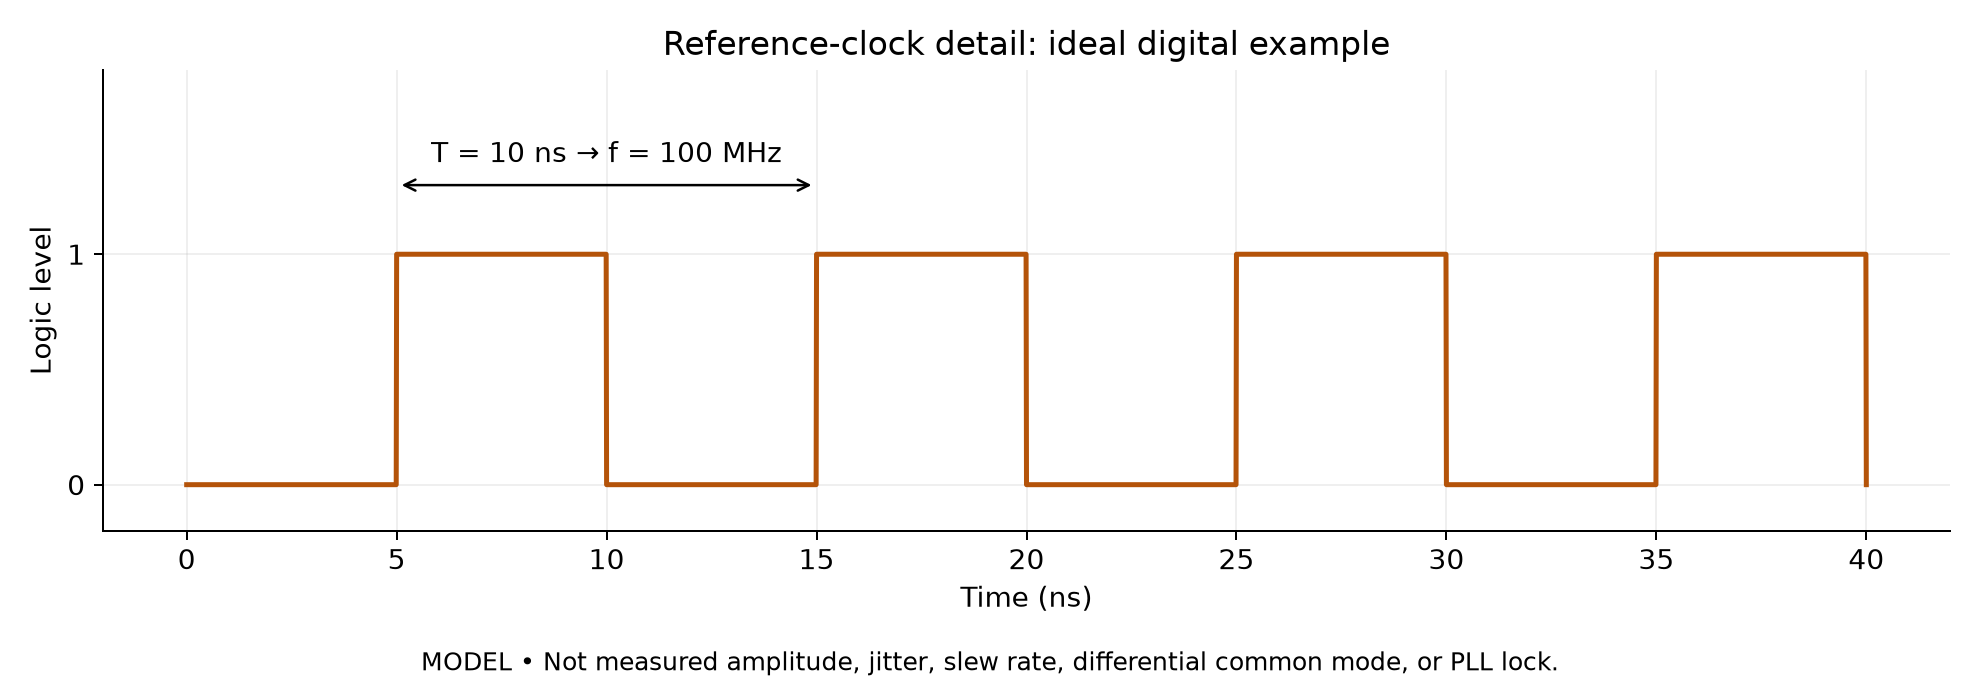 Reference-clock detail: ideal digital example
T = 10 ns → f = 100 MHz
Logic level
1
0
0 5 10 15 20 25 30 35 40
Time (ns)
MODEL • Not measured amplitude, jitter, slew rate, differential common mode, or PLL lock.